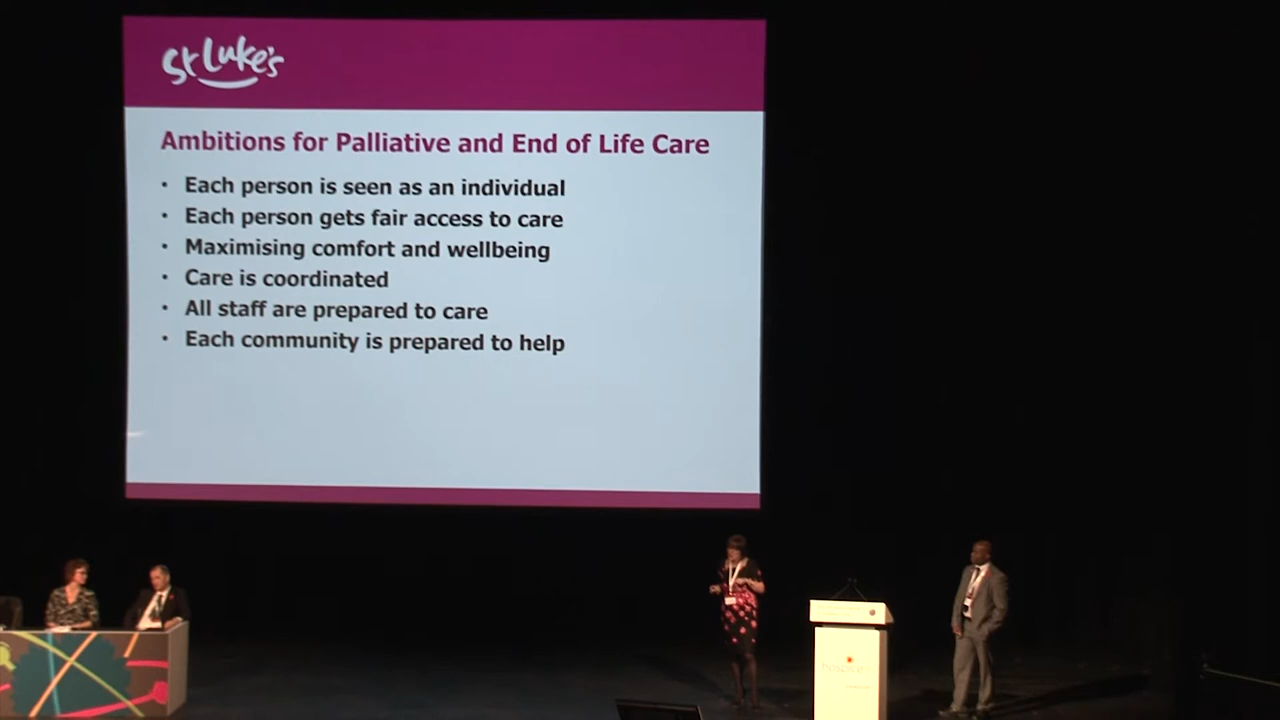 St Luke's
Ambitions for Palliative and End of Life Care
• Each person is seen as an individual
• Each person gets fair access to care
• Maximising comfort and wellbeing
• Care is coordinated
• All staff are prepared to care
• Each community is prepared to help
hospice